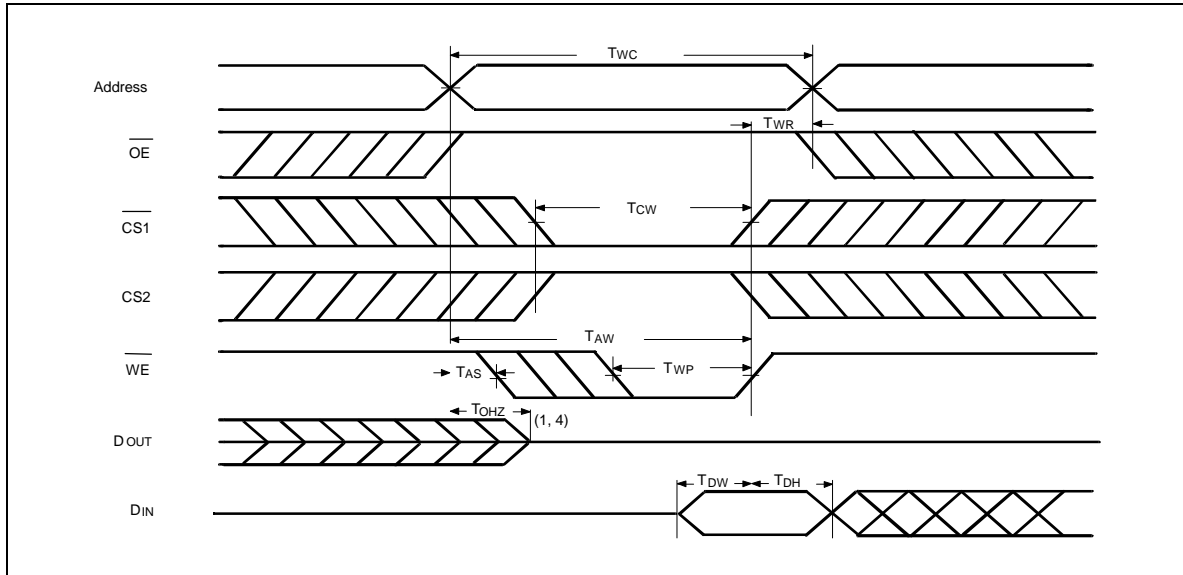 TWC
Address
TWR
OE
TCW
CS1
CS2
TAW
WE
TAS
TWP
TOHZ
(1, 4)
DOUT
TDW
TDH
DIN